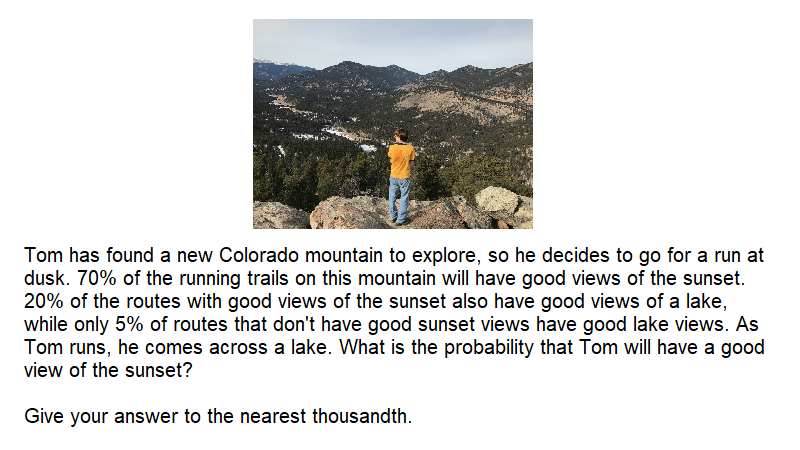 Tom has found a new Colorado mountain to explore, so he decides to go for a run at
dusk. 70% of the running trails on this mountain will have good views of the sunset.
20% of the routes with good views of the sunset also have good views of a lake,
while only 5% of routes that don't have good sunset views have good lake views. As
Tom runs, he comes across a lake. What is the probability that Tom will have a good
view of the sunset?
Give your answer to the nearest thousandth.